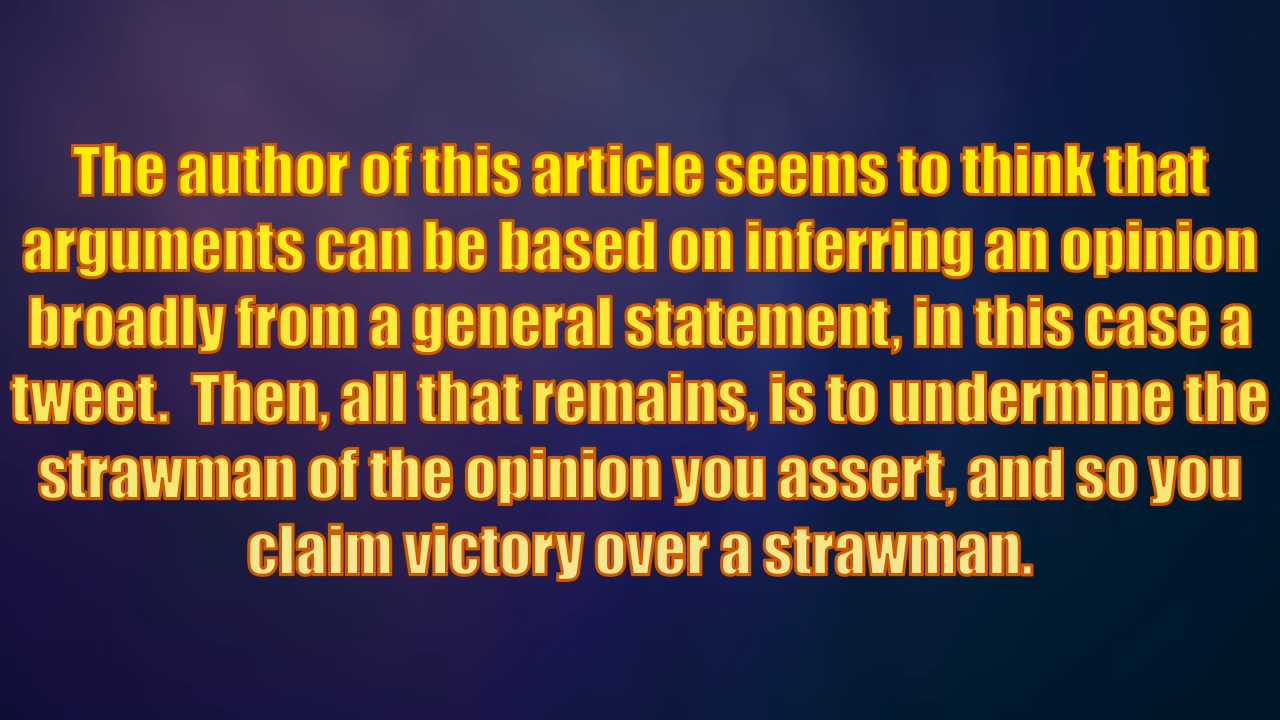 The author of this article seems to think that
arguments can be based on inferring an opinion
broadly from a general statement, in this case a
tweet.  Then, all that remains, is to undermine the
strawman of the opinion you assert, and so you
claim victory over a strawman.